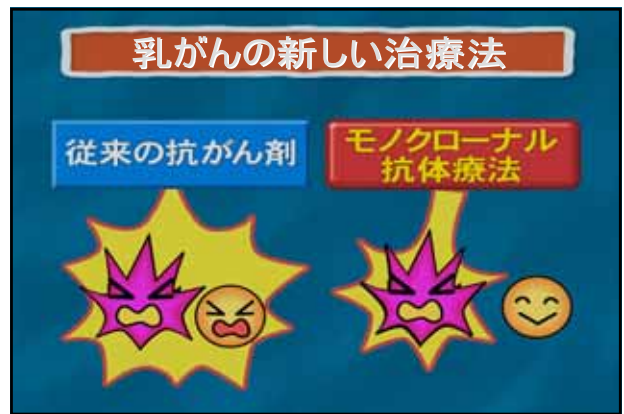 乳がんの新しい治療法
従来の抗がん剤
モノクローナル
抗体療法